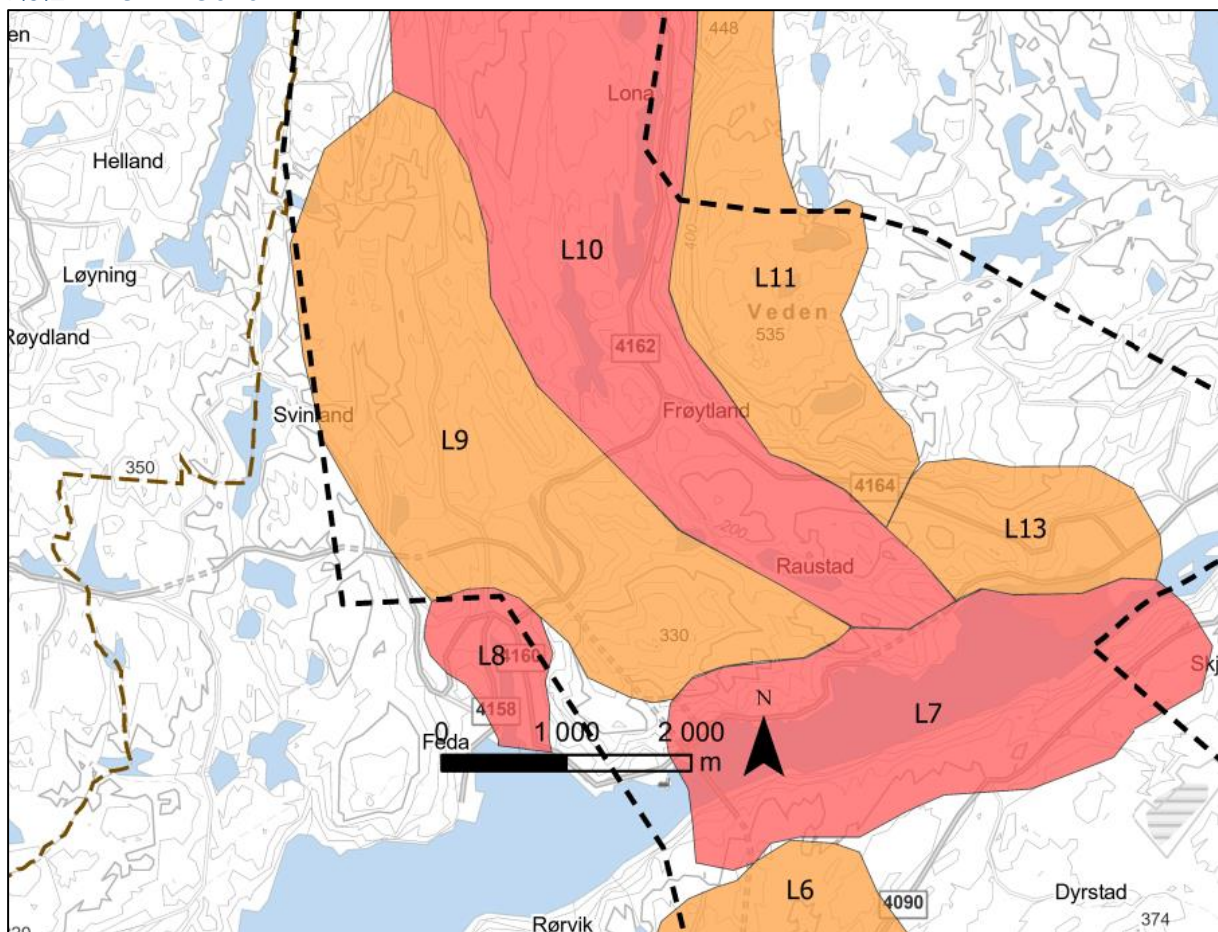 en
448
Lona
Helland
L10
L11
Løyning
Veden
Røydland
535
4162
Frøytland
Svinland
L9
350
4164
L13
200
Raustad
330
L8
4160
Skj
N
4158
L7
Feda
0
1 000
2 000
m
L6
Dyrstad
4090
Rørvik
374